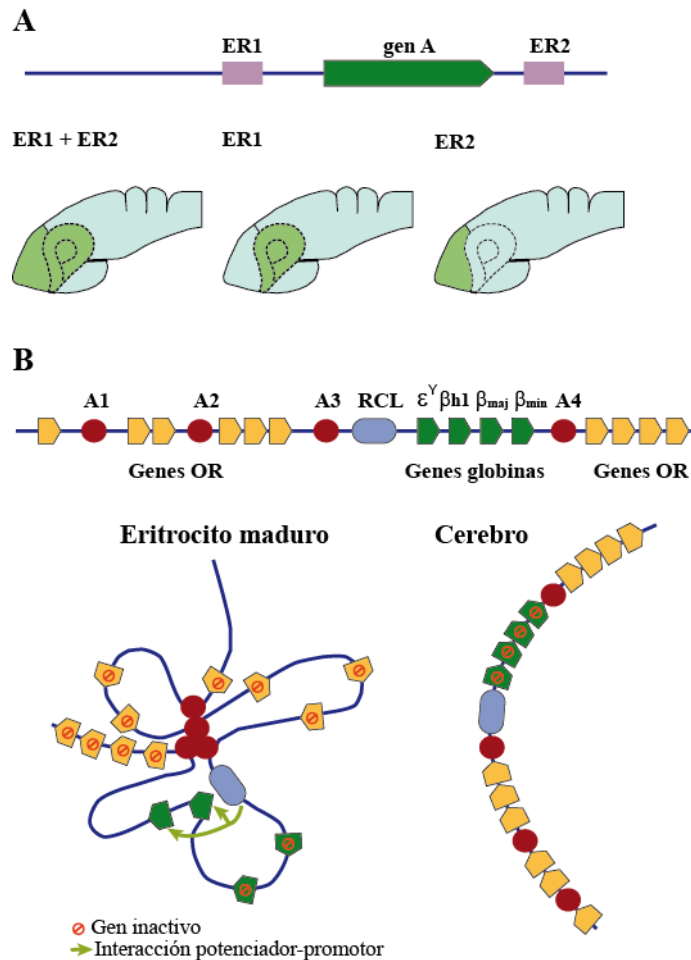 A
ER1 gen A ER2
ER1 + ER2 ER1 ER2
B
A1 A2 A3 RCL εʸ βh1 βmaj βmin A4
Genes OR Genes globinas Genes OR
Eritrocito maduro Cerebro
Gen inactivo
Interacción potenciador-promotor